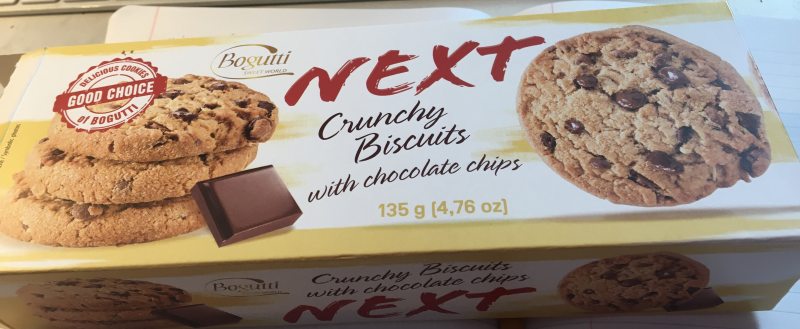 Bogutti
SWEET WORLD
NEXT
DELICIOUS COOKIES
GOOD CHOICE
of BOGUTTI
Crunchy
Biscuits
with chocolate chips
135 g [4,76 oz]
Bogutti
Crunchy Biscuits
with chocolate chips
NEXT